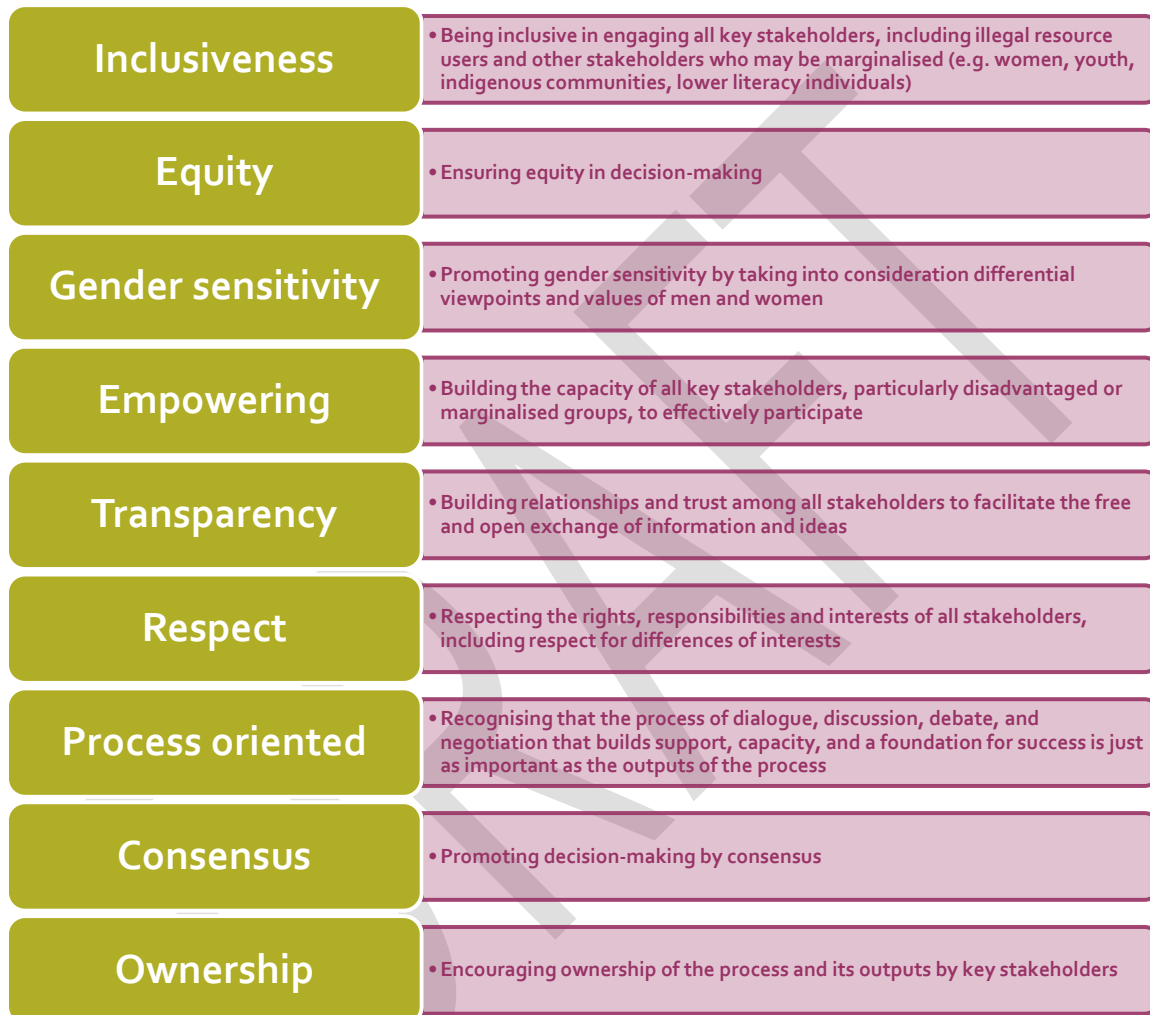 Inclusiveness
• Being inclusive in engaging all key stakeholders, including illegal resource
users and other stakeholders who may be marginalised (e.g. women, youth,
indigenous communities, lower literacy individuals)
Equity
• Ensuring equity in decision-making
Gender sensitivity
• Promoting gender sensitivity by taking into consideration differential
viewpoints and values of men and women
Empowering
• Building the capacity of all key stakeholders, particularly disadvantaged or
marginalised groups, to effectively participate
Transparency
• Building relationships and trust among all stakeholders to facilitate the free
and open exchange of information and ideas
Respect
• Respecting the rights, responsibilities and interests of all stakeholders,
including respect for differences of interests
Process oriented
• Recognising that the process of dialogue, discussion, debate, and
negotiation that builds support, capacity, and a foundation for success is just
as important as the outputs of the process
Consensus
• Promoting decision-making by consensus
Ownership
• Encouraging ownership of the process and its outputs by key stakeholders
DRAFT